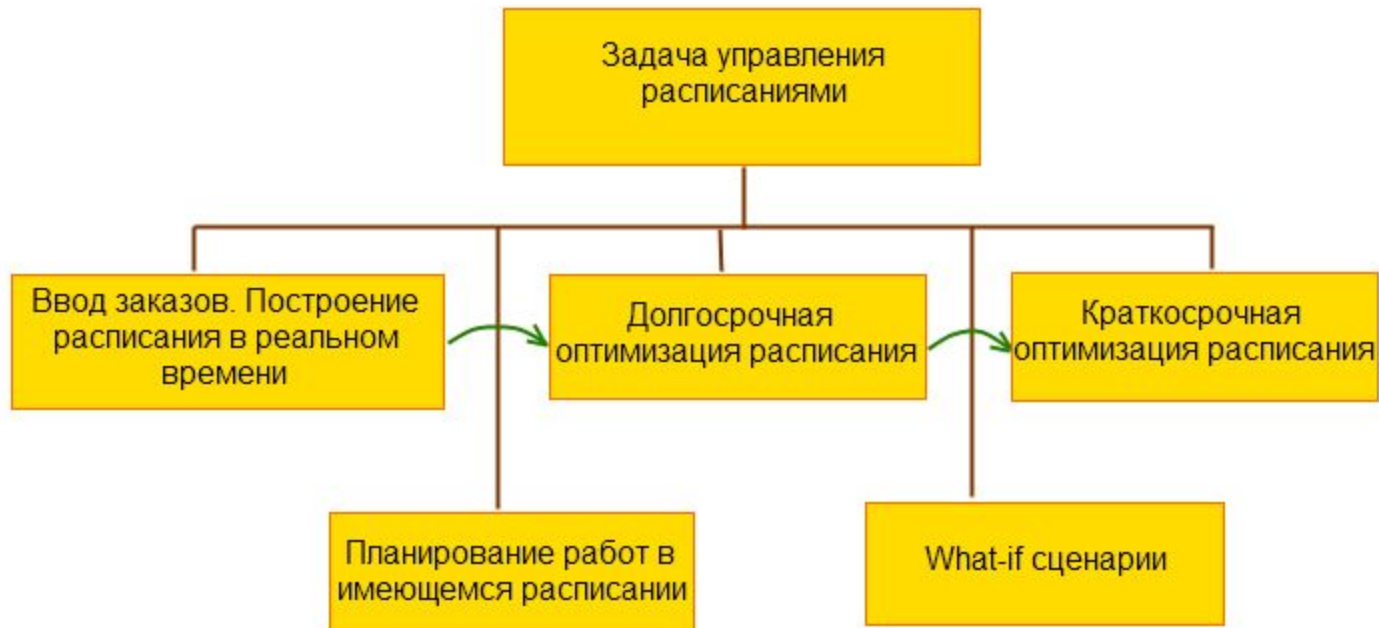 Задача управления
расписаниями
Ввод заказов. Построение
расписания в реальном
времени
Долгосрочная
оптимизация расписания
Краткосрочная
оптимизация расписания
Планирование работ в
имеющемся расписании
What-if сценарии